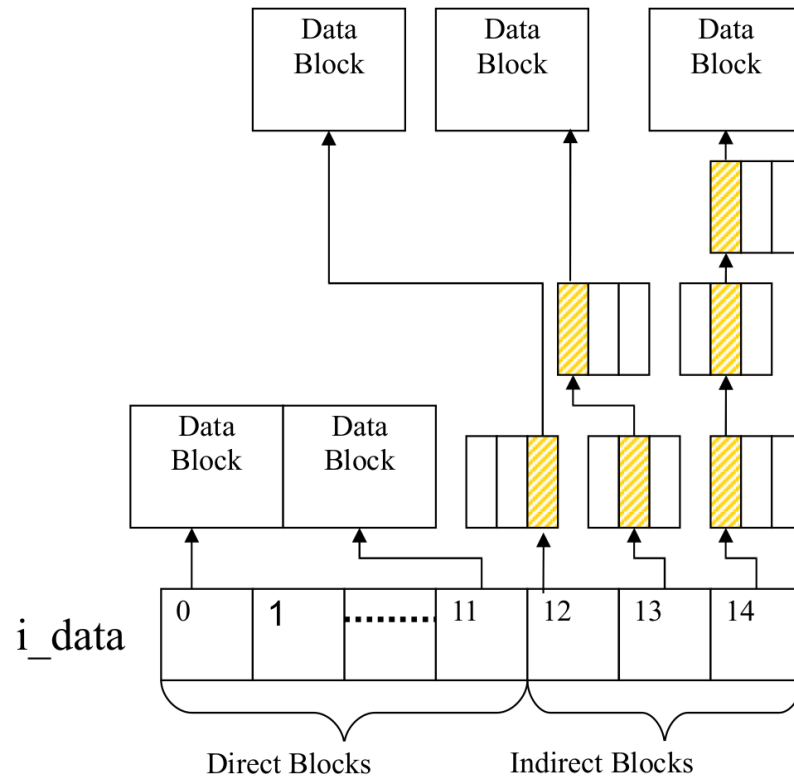 Data
Block
Data
Block
Data
Block
Data
Block
Data
Block
i_data
0
1
11
12
13
14
Direct Blocks
Indirect Blocks